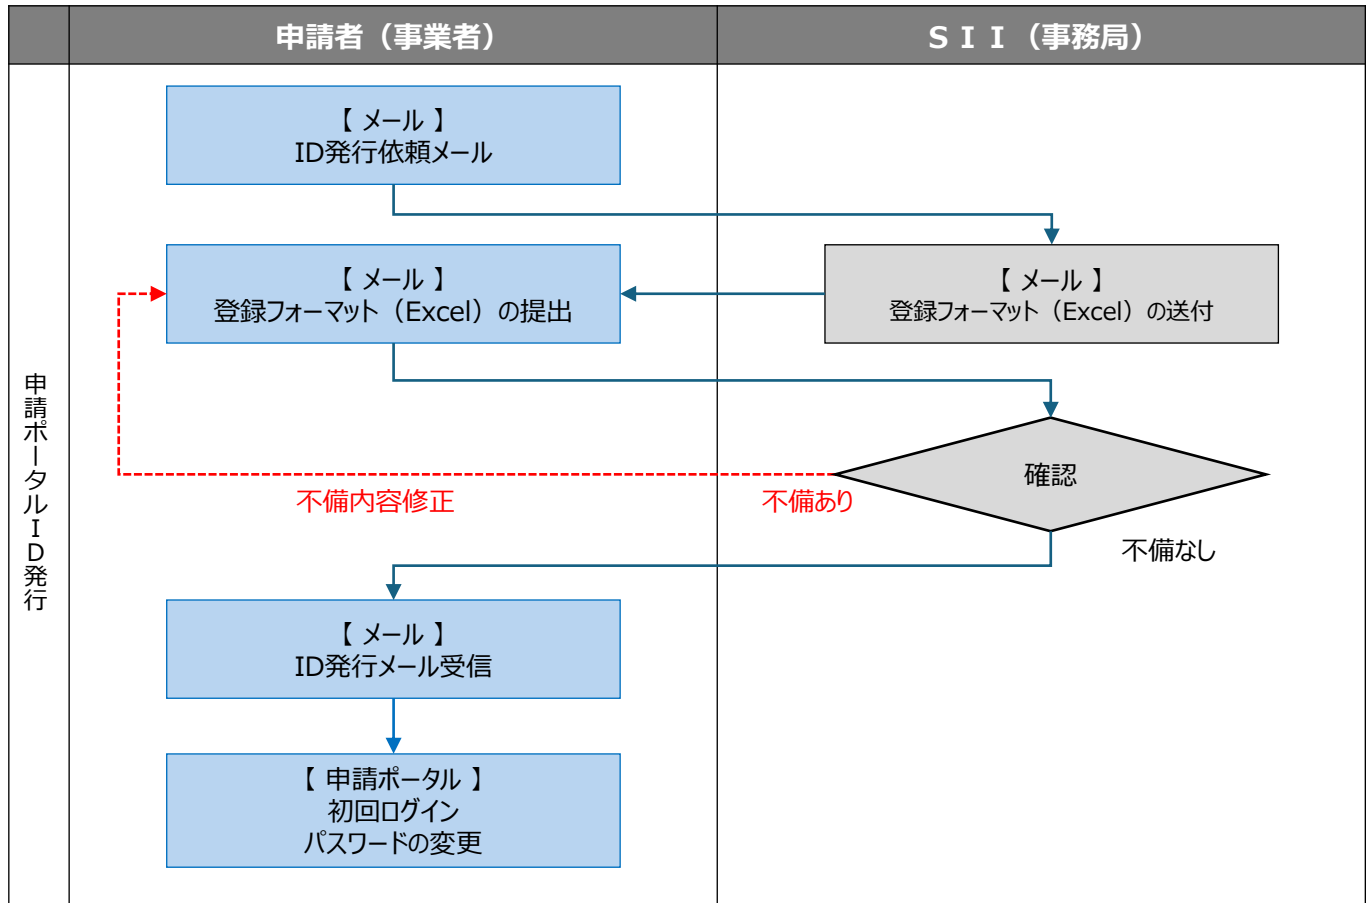 申請者（事業者）
ＳＩＩ（事務局）
申請ポータルＩＤ発行
【 メール 】
ID発行依頼メール
【 メール 】
登録フォーマット（Excel）の提出
【 メール 】
登録フォーマット（Excel）の送付
確認
不備内容修正
不備あり
不備なし
【 メール 】
ID発行メール受信
【 申請ポータル 】
初回ログイン
パスワードの変更